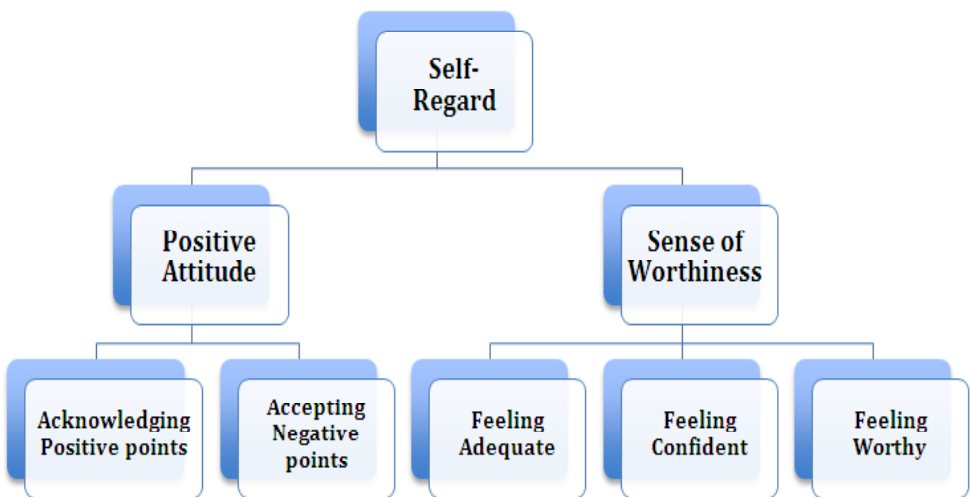 Self-
Regard
Positive
Attitude
Sense of
Worthiness
Acknowledging
Positive points
Accepting
Negative
points
Feeling
Adequate
Feeling
Confident
Feeling
Worthy